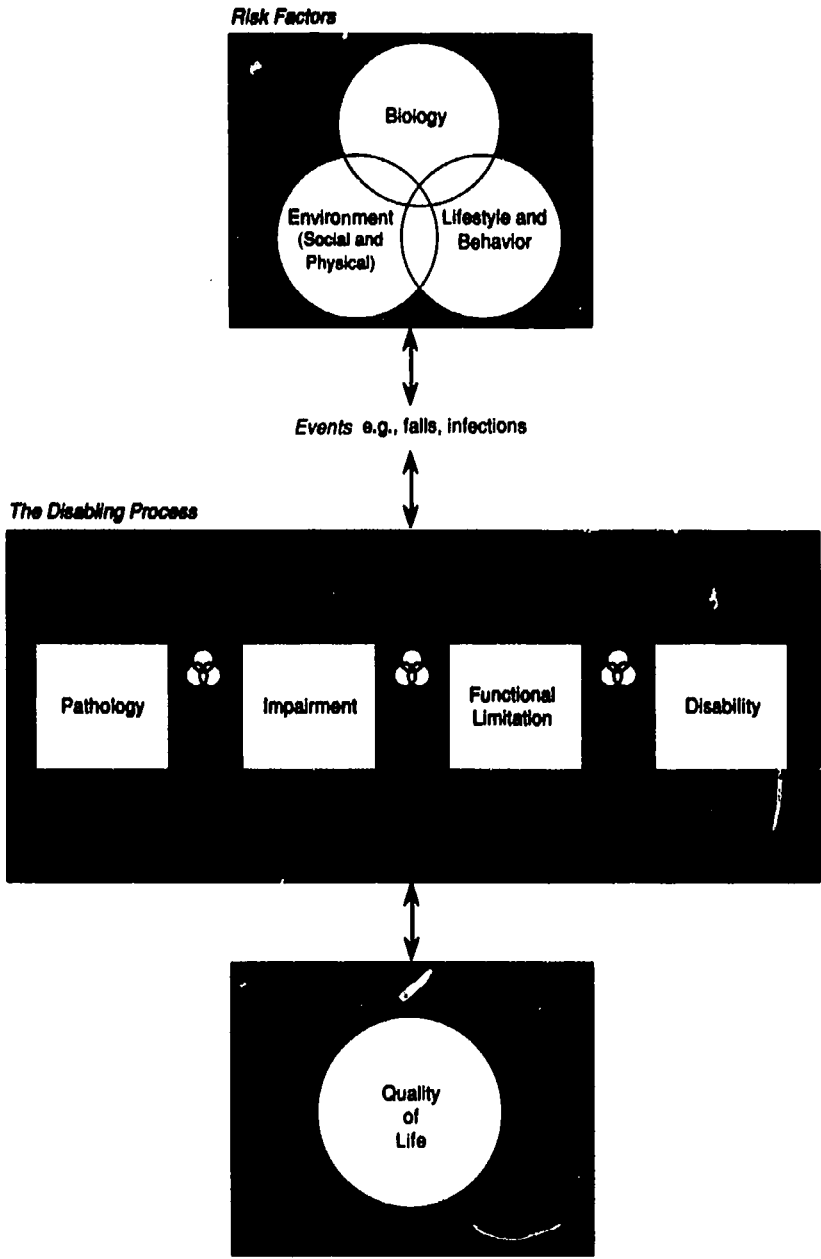 Risk Factors
Biology
Environment
(Social and
Physical)
Lifestyle and
Behavior
Events e.g., falls, infections
The Disabling Process
Pathology
Impairment
Functional
Limitation
Disability
Quality
of
Life